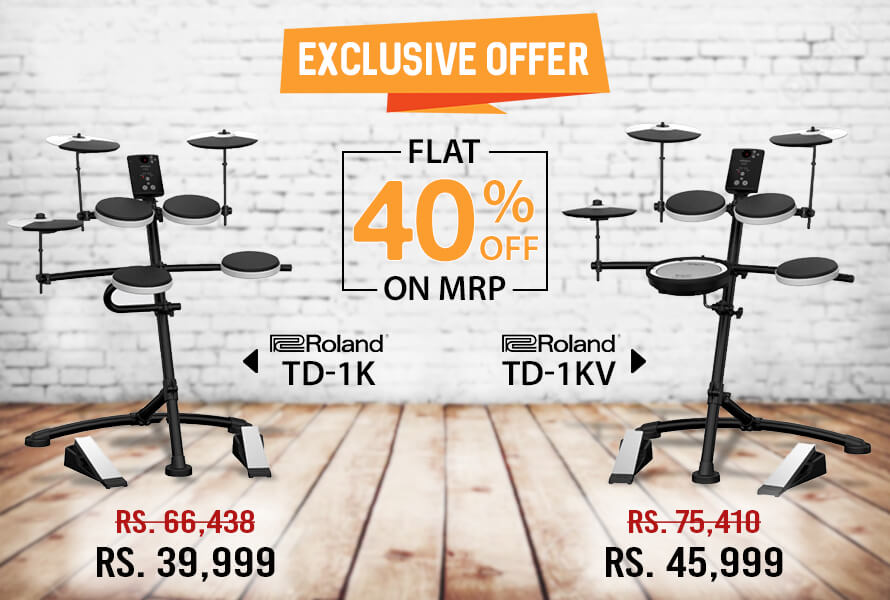 EXCLUSIVE OFFER
FLAT
40% OFF
ON MRP
Roland®
TD-1K
Roland®
TD-1KV
RS. 66,438
RS. 39,999
RS. 75,410
RS. 45,999